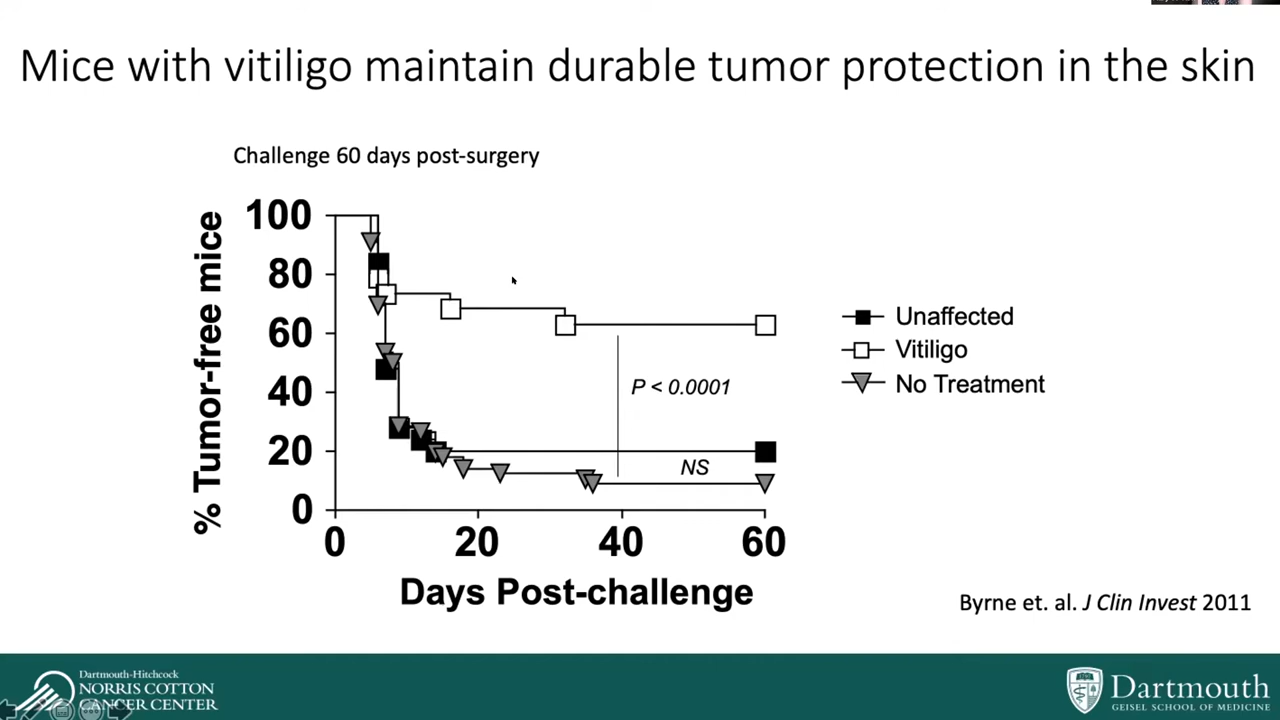 Mice with vitiligo maintain durable tumor protection in the skin
Challenge 60 days post-surgery
% Tumor-free mice
100
80
60
40
20
0
0 20 40 60
Days Post-challenge
P < 0.0001
NS
Unaffected
Vitiligo
No Treatment
Byrne et. al. J Clin Invest 2011
Dartmouth-Hitchcock
NORRIS COTTON
CANCER CENTER
Dartmouth
GEISEL SCHOOL OF MEDICINE